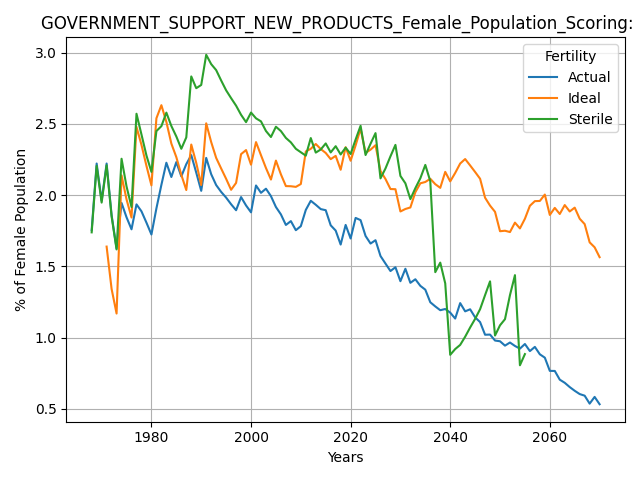 GOVERNMENT_SUPPORT_NEW_PRODUCTS_Female_Population_Scoring:
Fertility
Actual
Ideal
Sterile
3.0
2.5
2.0
1.5
1.0
0.5
% of Female Population
1980
2000
2020
2040
2060
Years